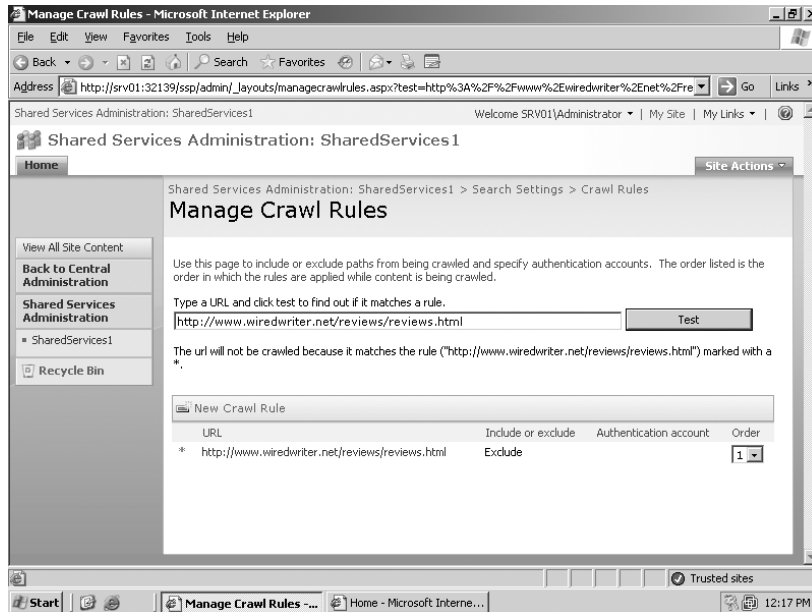 Manage Crawl Rules - Microsoft Internet Explorer
File Edit View Favorites Tools Help
Back Search Favorites
Address http://srv01:32139/ssp/admin/_layouts/managecrawlrules.aspx?test=http%3A%2F%2Fwww%2Ewiredwriter%2Enet%2Fre Go Links »
Shared Services Administration: SharedServices1 Welcome SRV01\Administrator | My Site | My Links |
Shared Services Administration: SharedServices1
Home Site Actions
Shared Services Administration: SharedServices1 > Search Settings > Crawl Rules
Manage Crawl Rules
View All Site Content
Back to Central
Administration
Shared Services
Administration
SharedServices1
Recycle Bin
Use this page to include or exclude paths from being crawled and specify authentication accounts. The order listed is the
order in which the rules are applied while content is being crawled.
Type a URL and click test to find out if it matches a rule.
http://www.wiredwriter.net/reviews/reviews.html Test
The url will not be crawled because it matches the rule ("http://www.wiredwriter.net/reviews/reviews.html") marked with a
*.
New Crawl Rule
URL Include or exclude Authentication account Order
* http://www.wiredwriter.net/reviews/reviews.html Exclude 1
Trusted sites
Start Manage Crawl Rules -... Home - Microsoft Interne... 12:17 PM